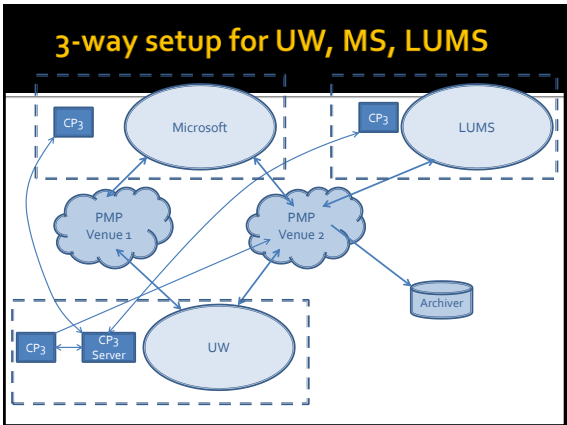 3-way setup for UW, MS, LUMS
CP3
Microsoft
CP3
LUMS
PMP
Venue 1
PMP
Venue 2
Archiver
CP3
CP3
Server
UW